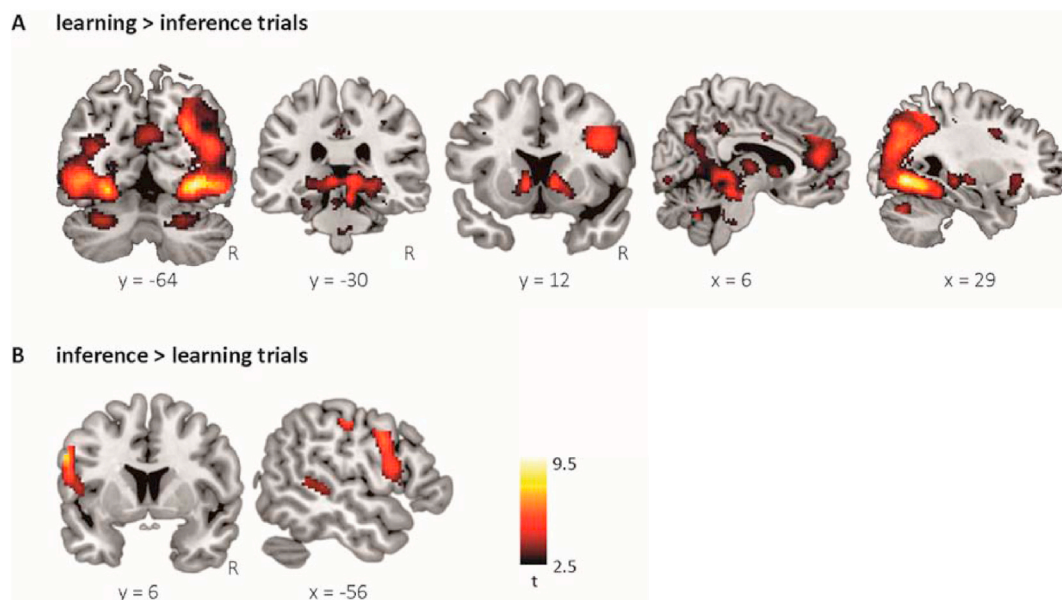 A learning > inference trials
R R R
y = -64 y = -30 y = 12 x = 6 x = 29
B inference > learning trials
9.5
2.5
R t
y = 6 x = -56